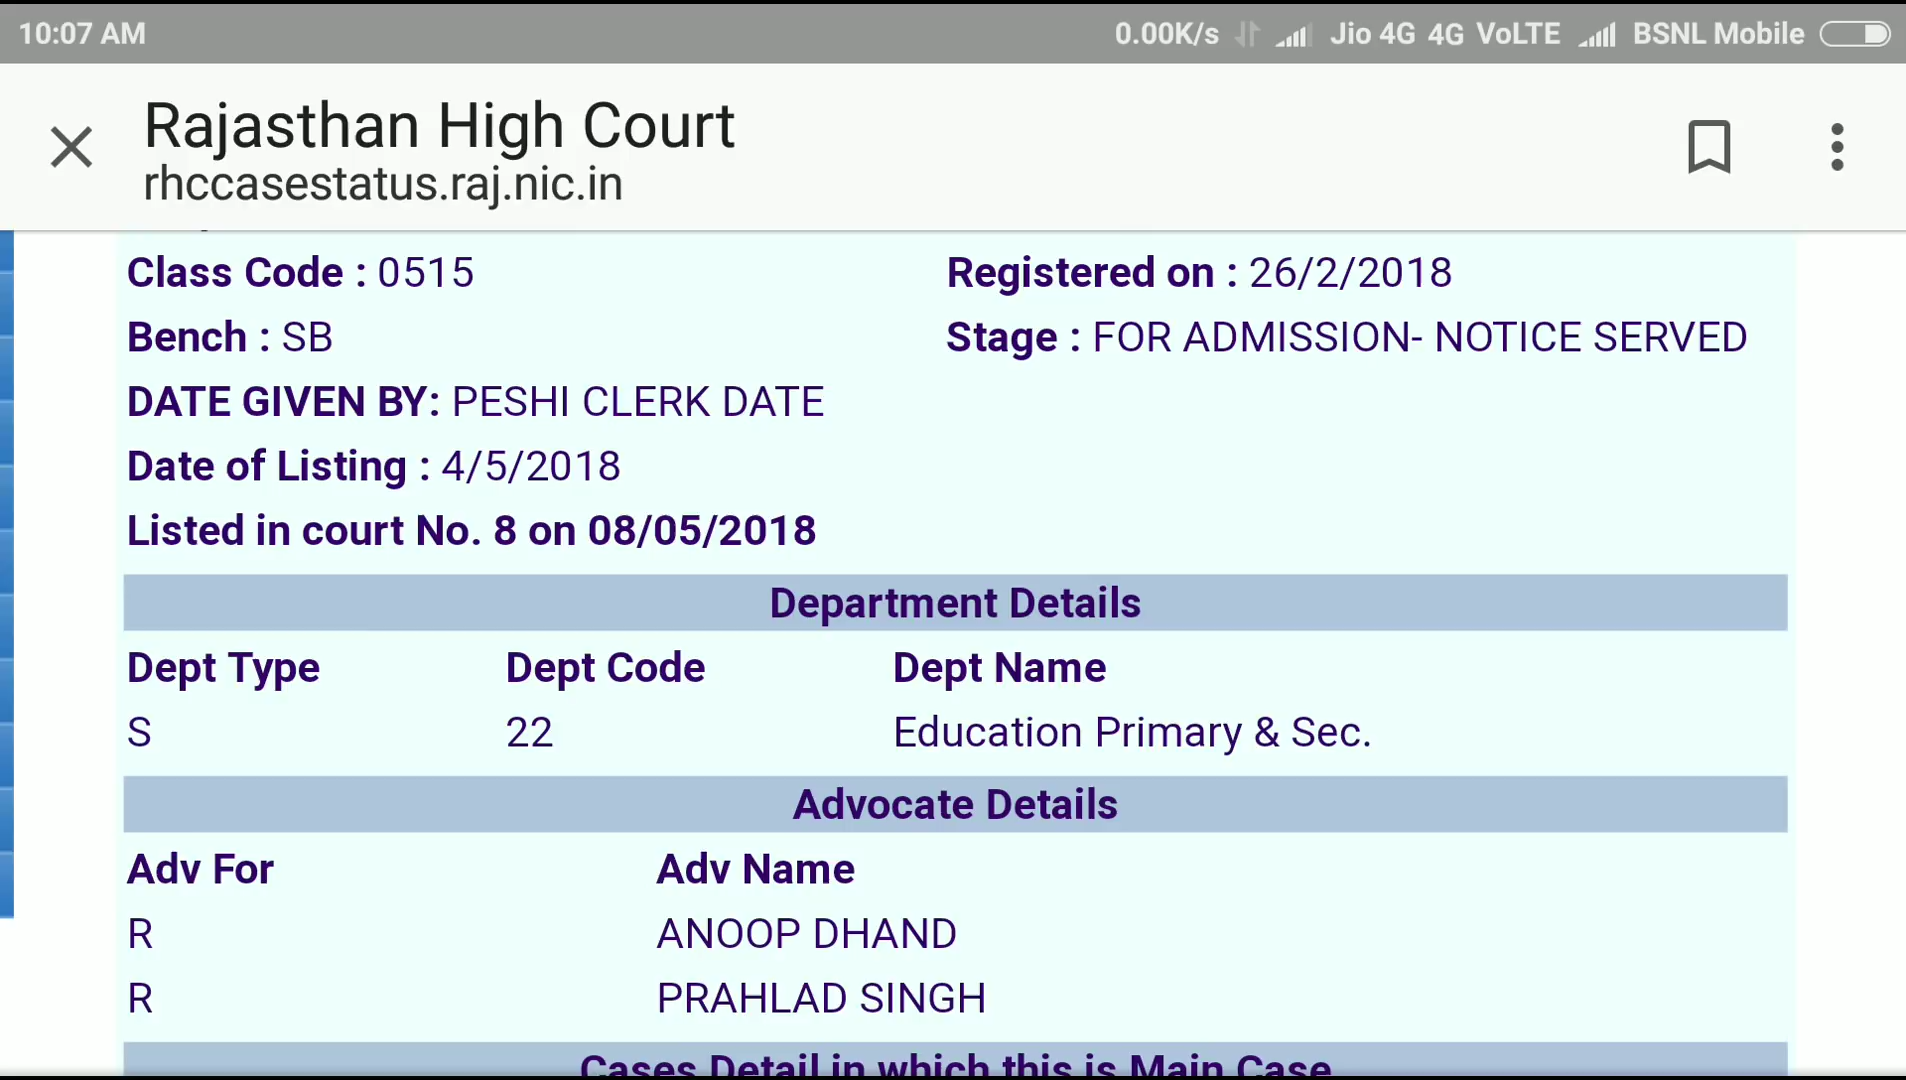 10:07 AM 0.00K/s Jio 4G 4G VoLTE BSNL Mobile
Rajasthan High Court
rhccasestatus.raj.nic.in
Class Code : 0515 Registered on : 26/2/2018
Bench : SB Stage : FOR ADMISSION- NOTICE SERVED
DATE GIVEN BY: PESHI CLERK DATE
Date of Listing : 4/5/2018
Listed in court No. 8 on 08/05/2018
Department Details
Dept Type Dept Code Dept Name
S 22 Education Primary & Sec.
Advocate Details
Adv For Adv Name
R ANOOP DHAND
R PRAHLAD SINGH
Cases Detail in which this is Main Case